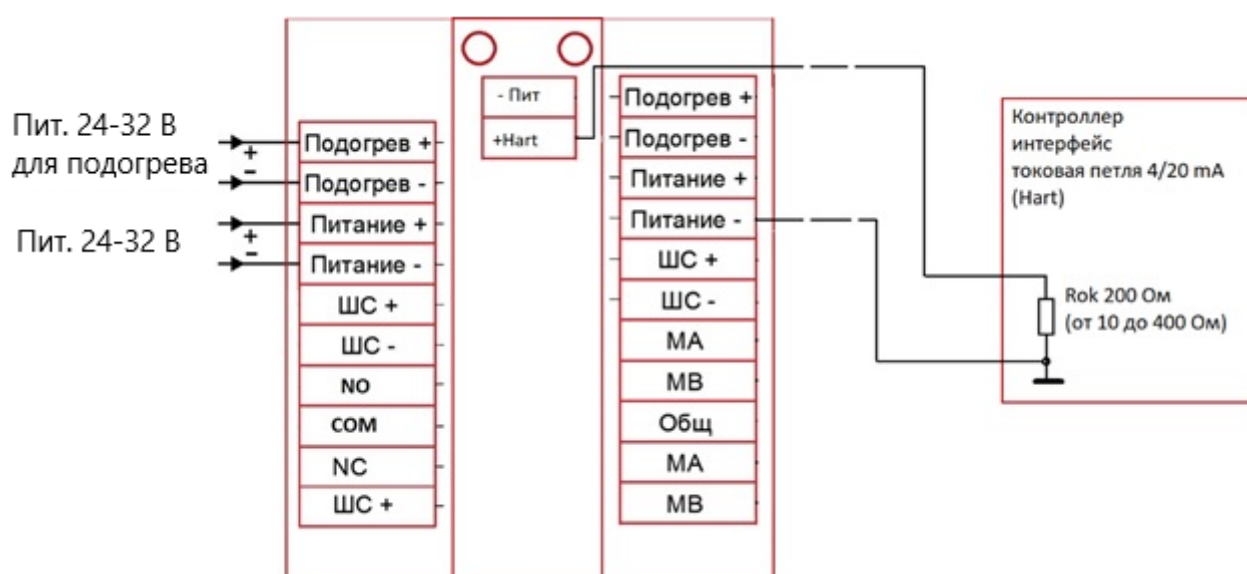 Пит. 24-32 В
для подогрева
+
-
Пит. 24-32 В
+
-
Подогрев +
Подогрев -
Питание +
Питание -
ШС +
ШС -
NO
COM
NC
ШС +
- Пит
+Hart
Подогрев +
Подогрев -
Питание +
Питание -
ШС +
ШС -
МА
МВ
Общ
МА
МВ
Контроллер
интерфейс
токовая петля 4/20 mA
(Hart)
Rok 200 Ом
(от 10 до 400 Ом)